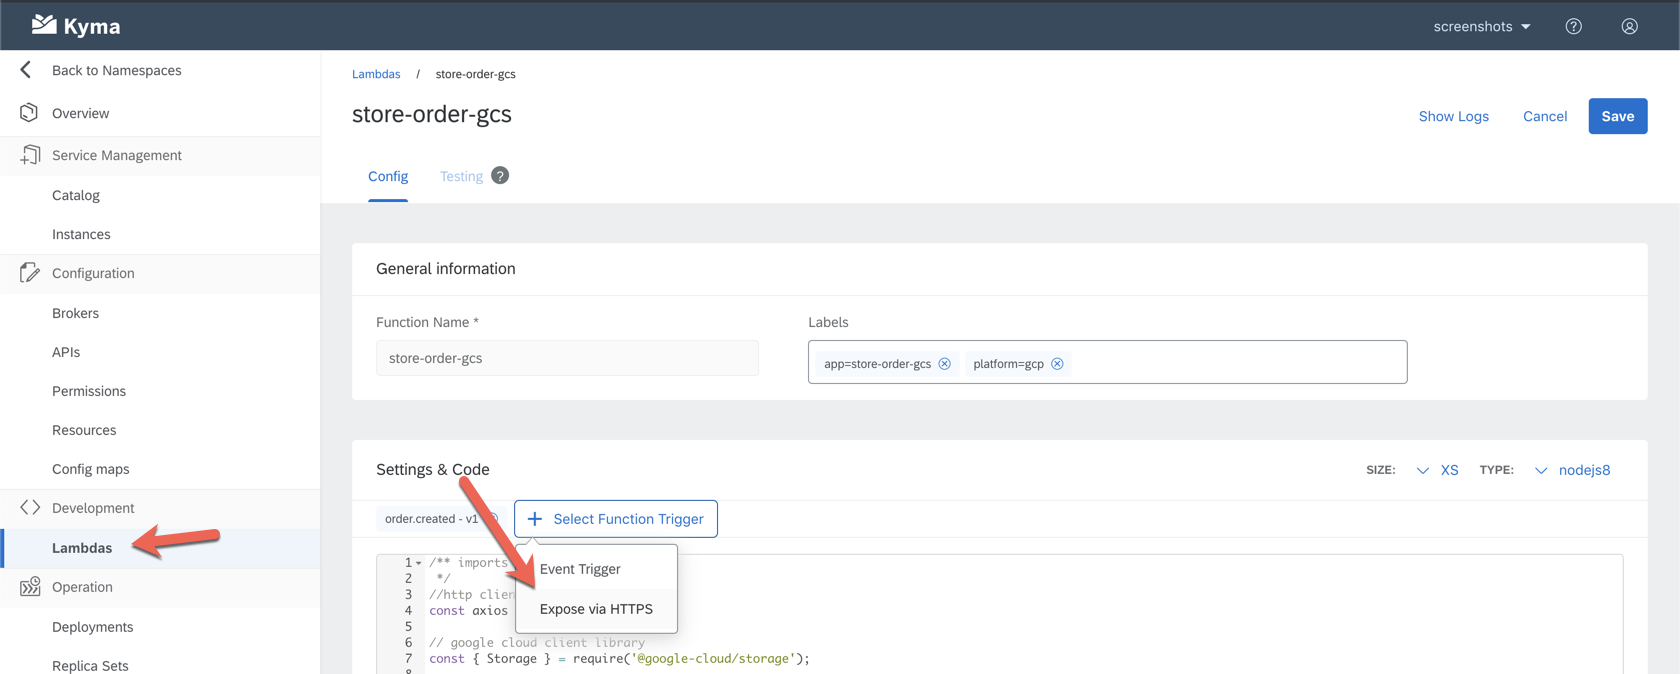 Kyma
screenshots
Back to Namespaces
Overview
Service Management
Catalog
Instances
Configuration
Brokers
APIs
Permissions
Resources
Config maps
Development
Lambdas
Operation
Deployments
Replica Sets
Lambdas / store-order-gcs
store-order-gcs
Show Logs Cancel Save
Config Testing ?
General information
Function Name *
store-order-gcs
Labels
app=store-order-gcs platform=gcp
Settings & Code
SIZE: XS TYPE: nodejs8
order.created - v1
+ Select Function Trigger
Event Trigger
Expose via HTTPS
1 /** imports
2 */
3 //http clien
4 const axios
5
6 // google cloud client library
7 const { Storage } = require('@google-cloud/storage');
8